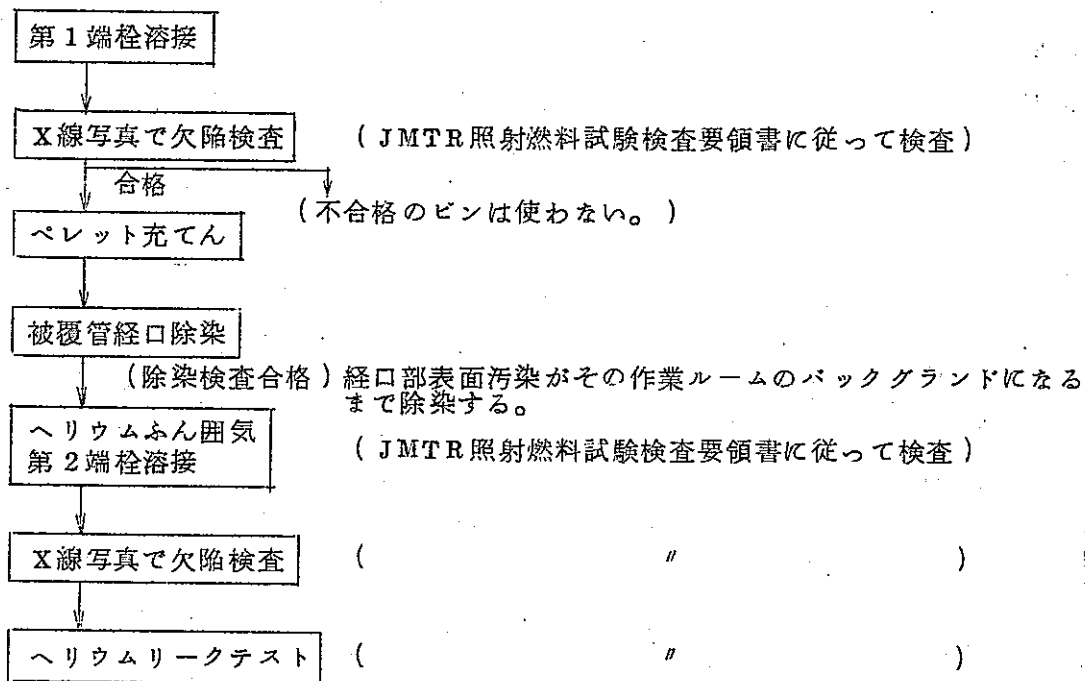 第1端栓溶接
X線写真で欠陥検査 (JMTR照射燃料試験検査要領書に従って検査)
合格
(不合格のビンは使わない。)
ペレット充てん
被覆管経口除染
(除染検査合格)経口部表面汚染がその作業ルームのバックグランドになる
まで除染する。
ヘリウムふん囲気
第2端栓溶接
(JMTR照射燃料試験検査要領書に従って検査)
X線写真で欠陥検査 ( 〃 )
ヘリウムリークテスト ( 〃 )